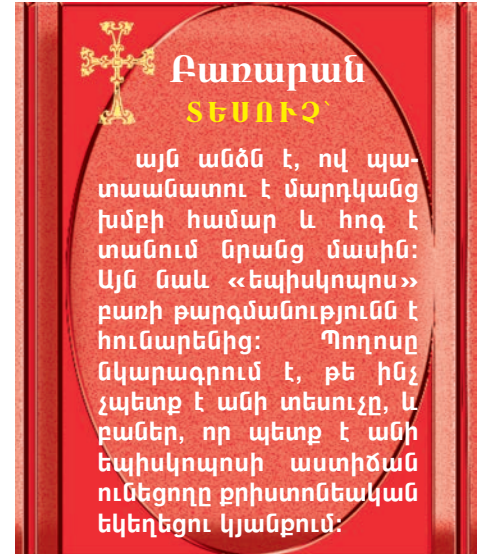 Բառարան
ՏԵՍՈՒՉ՝
այն անձն է, ով պա-
տաանատու է մարդկանց
խմբի համար և հոգ է
տանում նրանց մասին:
Այն նաև «եպիսկոպոս»
բառի թարգմանությունն է
հունարենից: Պողոսը
նկարագրում է, թե ինչ
չպետք է անի տեսուչը, և
բաներ, որ պետք է անի
եպիսկոպոսի աստիճան
ունեցողը քրիստոնեական
եկեղեցու կյանքում: